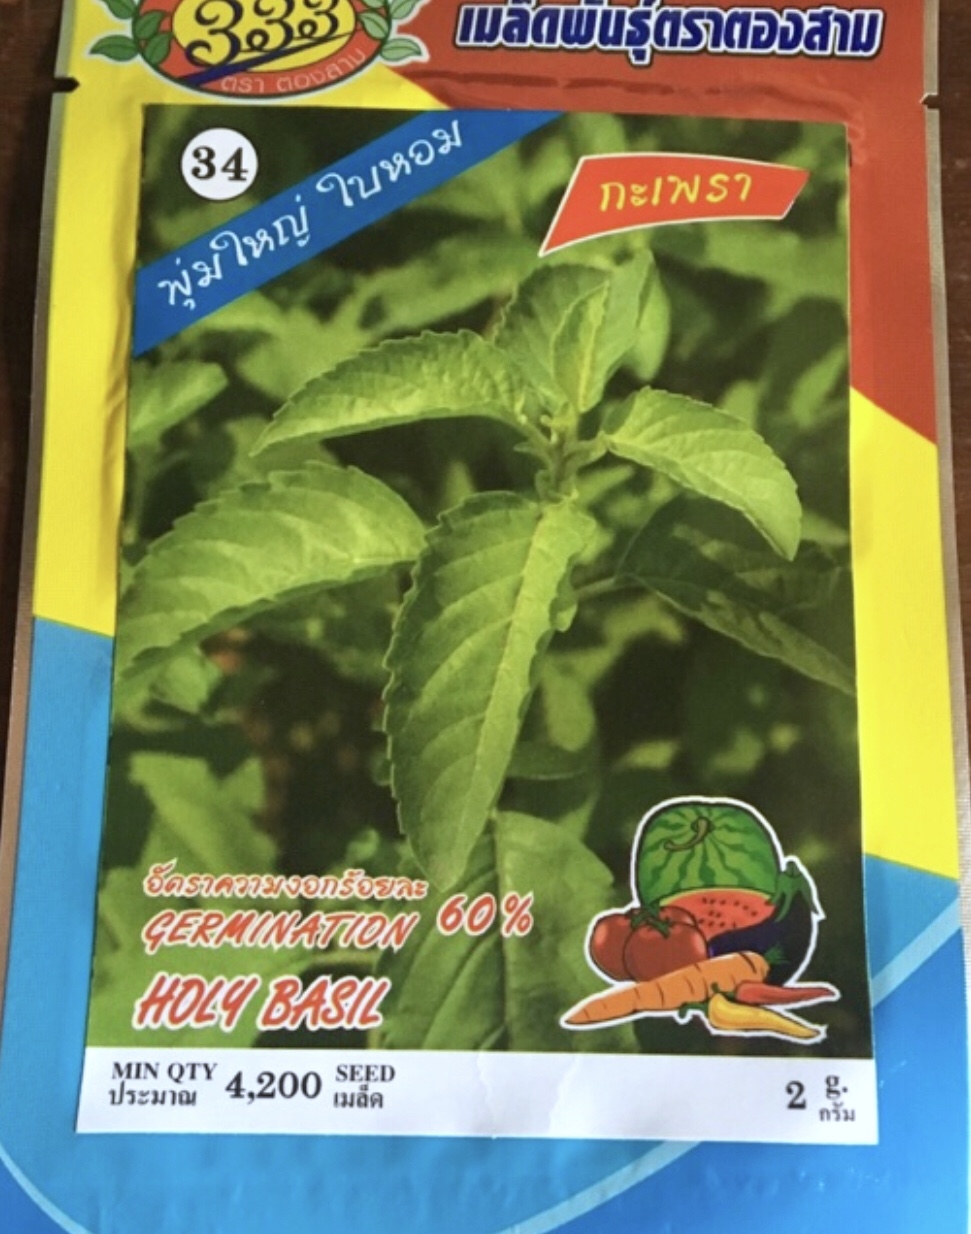 333
ตรา ตองสาม
เมล็ดพันธุ์ตราตองสาม
34
พุ่มใหญ่ ใบหอม
กะเพรา
อัตราความงอกร้อยละ
GERMINATION 60%
HOLY BASIL
MIN QTY 4,200 SEED
ประมาณ เมล็ด
2 g.
กรัม